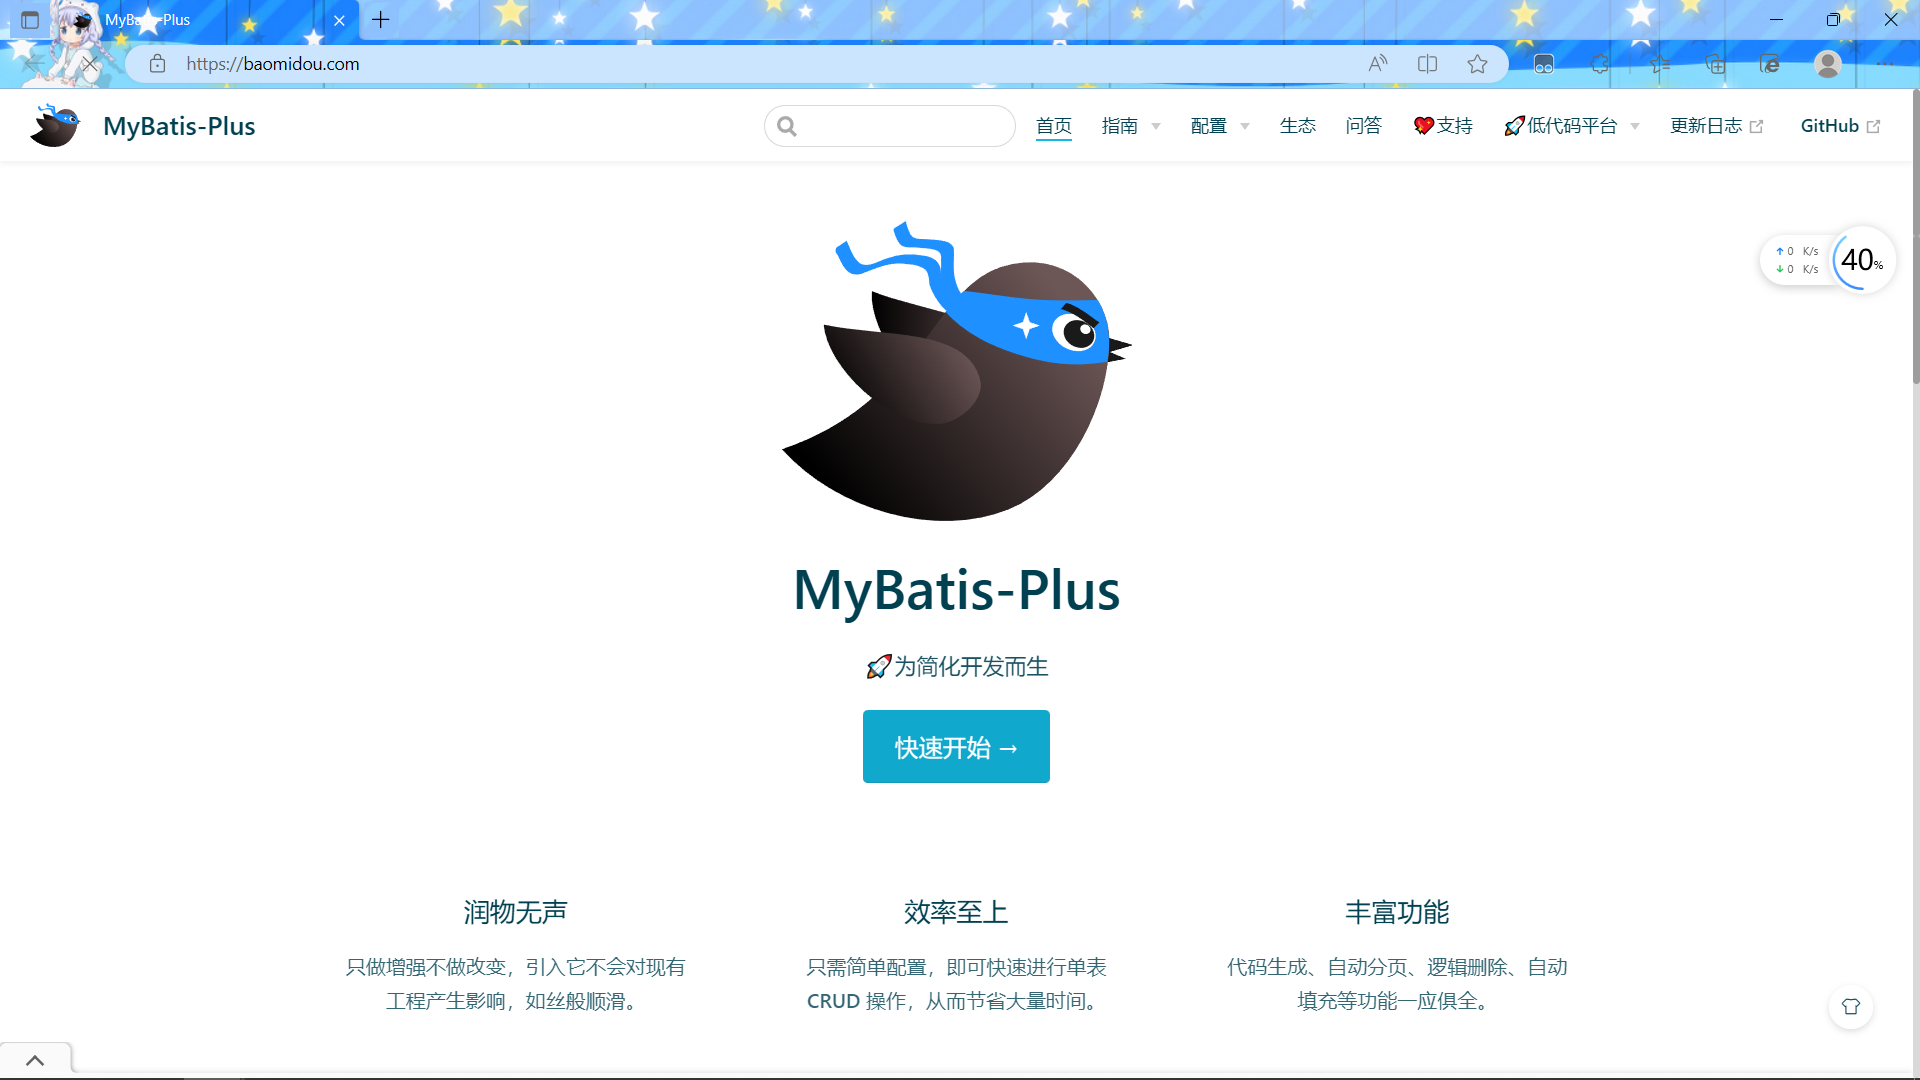 MyBatis-Plus
https://baomidou.com
MyBatis-Plus
首页
指南
配置
生态
问答
支持
低代码平台
更新日志
GitHub
↑ 0 K/s
↓ 0 K/s
40%
MyBatis-Plus
🚀为简化开发而生
快速开始 →
润物无声
只做增强不做改变，引入它不会对现有
工程产生影响，如丝般顺滑。
效率至上
只需简单配置，即可快速进行单表
CRUD 操作，从而节省大量时间。
丰富功能
代码生成、自动分页、逻辑删除、自动
填充等功能一应俱全。